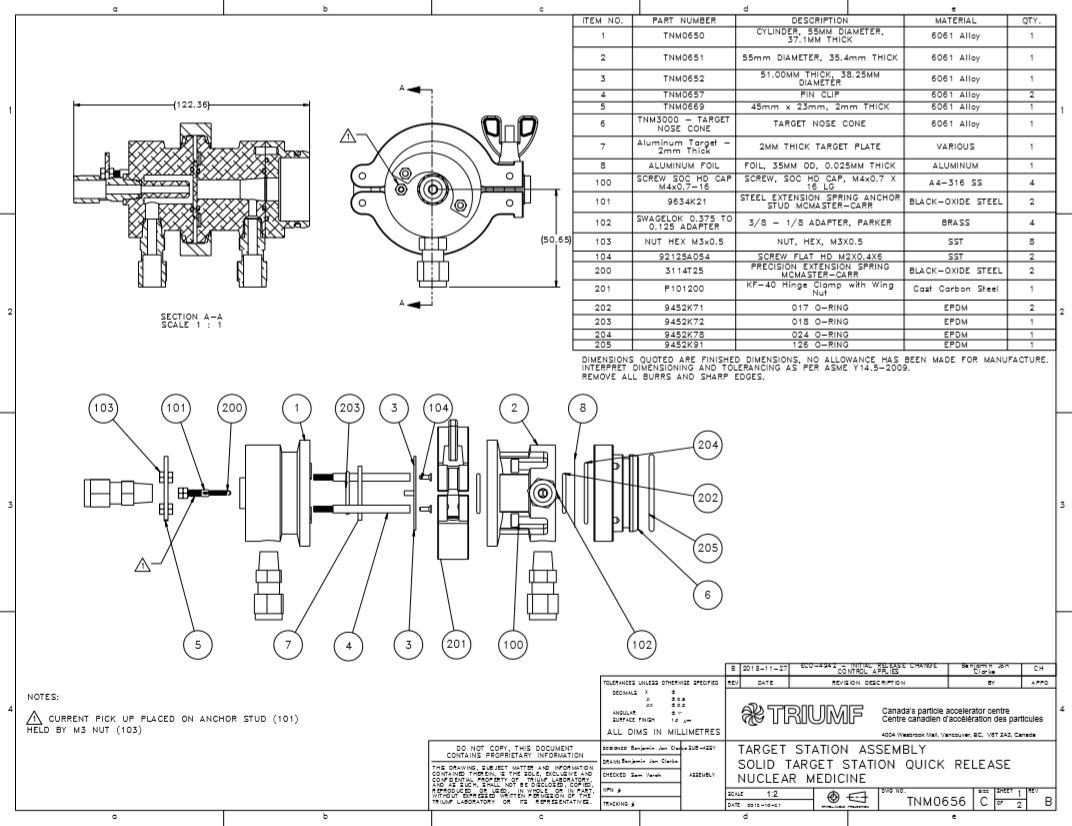 a b c d e
ITEM NO. PART NUMBER DESCRIPTION MATERIAL QTY.
1 TNM0650 CYLINDER, 55MM DIAMETER, 37.1MM THICK 6061 Alloy 1
2 TNM0651 55mm DIAMETER, 35.4mm THICK 6061 Alloy 1
3 TNM0652 51.00MM THICK, 38.25MM DIAMETER 6061 Alloy 1
4 TNM0657 PIN CLIP 6061 Alloy 2
5 TNM0669 45mm x 23mm, 2mm THICK 6061 Alloy 1
6 TNM3000 - TARGET NOSE CONE TARGET NOSE CONE 6061 Alloy 1
7 Aluminum Target - 2mm Thick 2MM THICK TARGET PLATE VARIOUS 1
8 ALUMINUM FOIL FOIL, 35MM OD, 0.025MM THICK ALUMINUM 1
100 SCREW SOC HD CAP M4x0.7-16 SCREW, SOC HD CAP, M4x0.7 X 16 LG A4-316 SS 4
101 9634K21 STEEL EXTENSION SPRING ANCHOR STUD MCMASTER-CARR BLACK-OXIDE STEEL 2
102 SWAGELOK 0.375 TO 0.125 ADAPTER 3/8 - 1/8 ADAPTER, PARKER BRASS 4
103 NUT HEX M3x0.5 NUT, HEX, M3X0.5 SST 8
104 92125A054 SCREW FLAT HD M2X0.4X6 SST 2
200 3114T25 PRECISION EXTENSION SPRING MCMASTER-CARR BLACK-OXIDE STEEL 2
201 P101200 KF-40 Hinge Clamp with Wing Nut Cast Carbon Steel 1
202 9452K71 017 O-RING EPDM 2
203 9452K72 018 O-RING EPDM 1
204 9452K78 024 O-RING EPDM 1
205 9452K91 126 O-RING EPDM 1
DIMENSIONS QUOTED ARE FINISHED DIMENSIONS, NO ALLOWANCE HAS BEEN MADE FOR MANUFACTURE.
INTERPRET DIMENSIONING AND TOLERANCING AS PER ASME Y14.5-2009.
REMOVE ALL BURRS AND SHARP EDGES.
1 1
(122.36)
A
1
(50.65)
A
SECTION A-A
SCALE 1 : 1
2 2
103 101 200 1 203 3 104 2 8
204
202
3 3
205
1
6
5 7 4 3 201 100 102
NOTES:
1 CURRENT PICK UP PLACED ON ANCHOR STUD (101)
HELD BY M3 NUT (103)
4 4
B 2018-11-27 ECO-4942 - INITIAL RELEASE CHANGE CONTROL APPLIES Benjamin Jan Clarke CH
REV DATE REVISION DESCRIPTION BY APPD
TOLERANCES UNLESS OTHERWISE SPECIFIED
DECIMALS X ±
ANGULAR
SURFACE FINISH
ALL DIMS IN MILLIMETRES
TRIUMF
Canada's particle accelerator centre
Centre canadien d'accélération des particules
4004 Wesbrook Mall, Vancouver, BC, V6T 2A3, Canada
DO NOT COPY, THIS DOCUMENT
CONTAINS PROPRIETARY INFORMATION
THIS DRAWING, SUBJECT MATTER AND INFORMATION
CONTAINED THEREIN, IS THE SOLE, EXCLUSIVE AND
CONFIDENTIAL PROPERTY OF TRIUMF LABORATORY,
AND AS SUCH, SHALL NOT BE DISCLOSED, COPIED,
REPRODUCED OR USED, IN WHOLE OR IN PART,
WITHOUT EXPRESSED WRITTEN PERMISSION OF THE
TRIUMF LABORATORY OR ITS REPRESENTATIVES.
DESIGNED Benjamin Jan Clarke SUB-ASSY
DRAWN Benjamin Jan Clarke
CHECKED Sam Varah ASSEMBLY
NFN #
TRACKING #
TARGET STATION ASSEMBLY
SOLID TARGET STATION QUICK RELEASE
NUCLEAR MEDICINE
SCALE 1:2
DATE
DWG NO. TNM0656
SIZE C
SHEET 1 OF 2
REV B
a b c d e